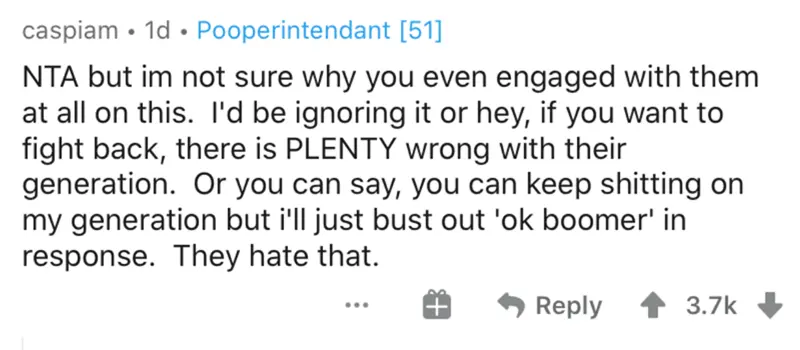 caspiam • 1d • Pooperintendant [51]
NTA but im not sure why you even engaged with them
at all on this.  I'd be ignoring it or hey, if you want to
fight back, there is PLENTY wrong with their
generation.  Or you can say, you can keep shitting on
my generation but i'll just bust out 'ok boomer' in
response.  They hate that.
... Reply 3.7k